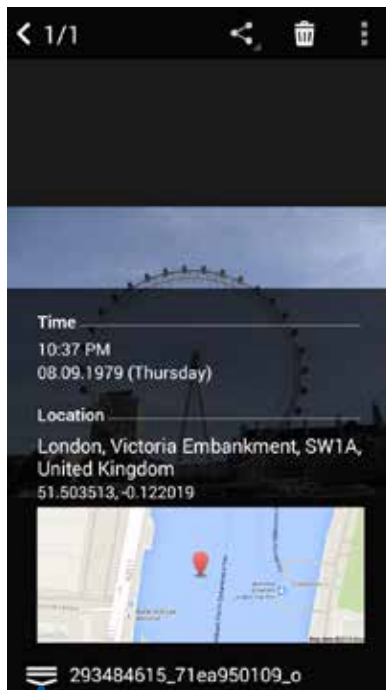 1/1
Time
10:37 PM
08.09.1979 (Thursday)
Location
London, Victoria Embankment, SW1A,
United Kingdom
51.503513,-0.122019
293484615_71ea950109_o